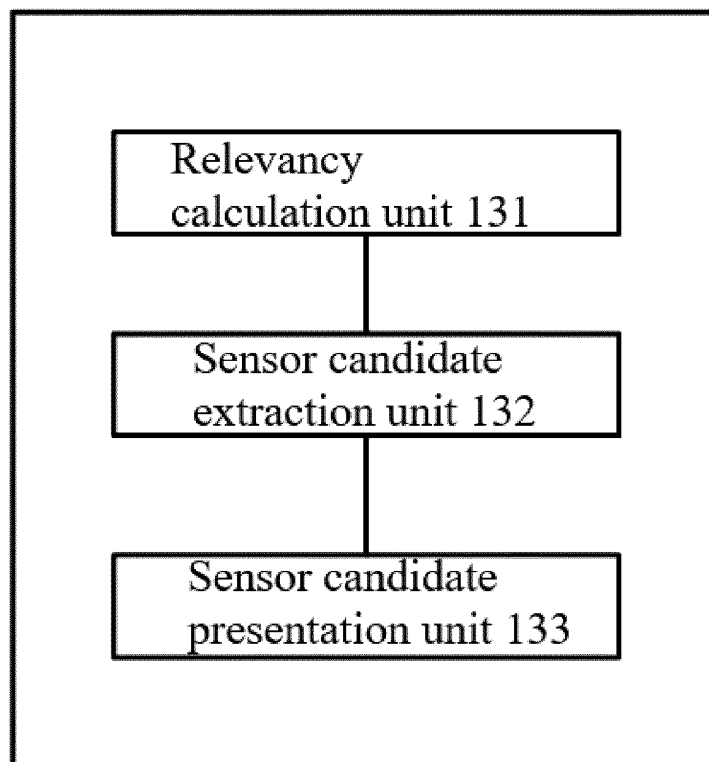 Relevancy
calculation unit 131
Sensor candidate
extraction unit 132
Sensor candidate
presentation unit 133